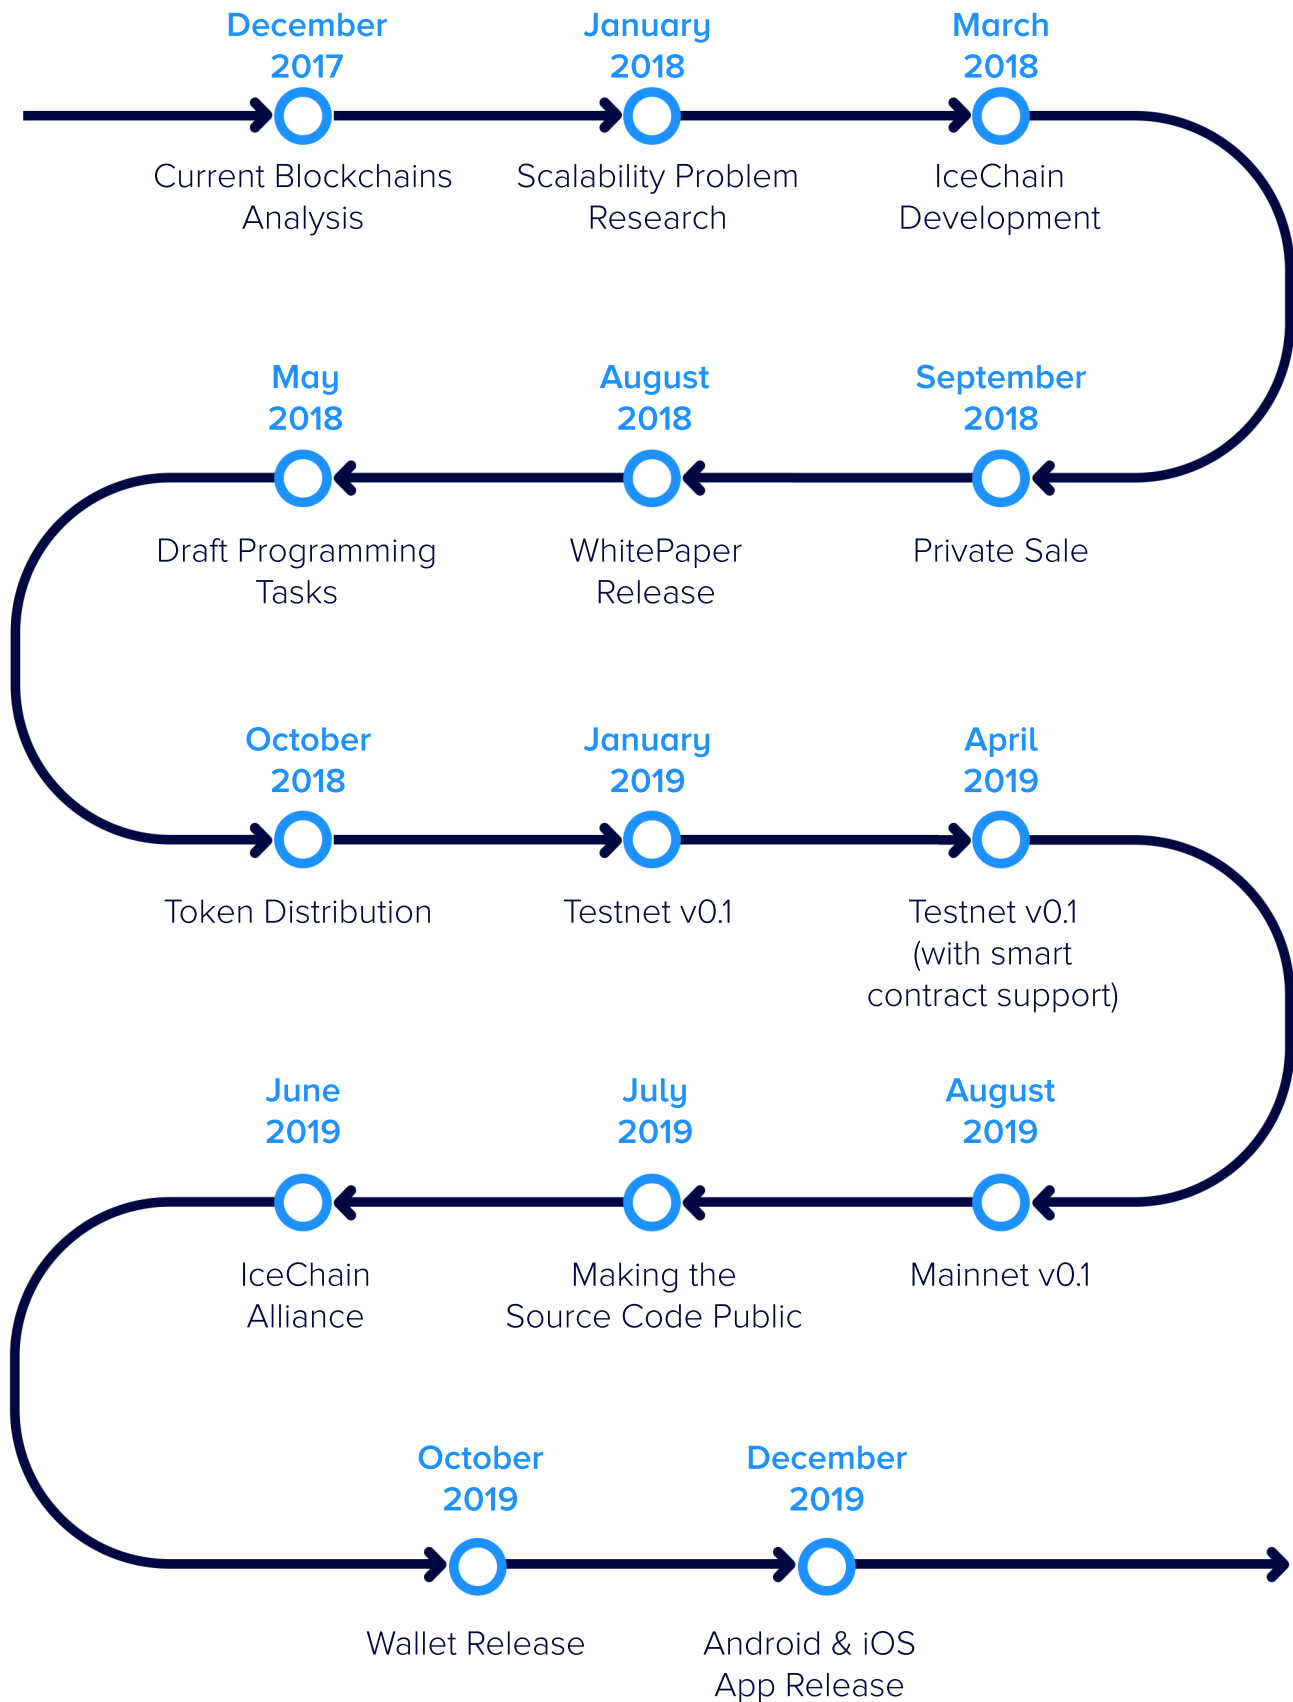 December
2017
Current Blockchains
Analysis
January
2018
Scalability Problem
Research
March
2018
IceChain
Development
May
2018
Draft Programming
Tasks
August
2018
WhitePaper
Release
September
2018
Private Sale
October
2018
Token Distribution
January
2019
Testnet v0.1
April
2019
Testnet v0.1
(with smart
contract support)
June
2019
IceChain
Alliance
July
2019
Making the
Source Code Public
August
2019
Mainnet v0.1
October
2019
Wallet Release
December
2019
Android & iOS
App Release